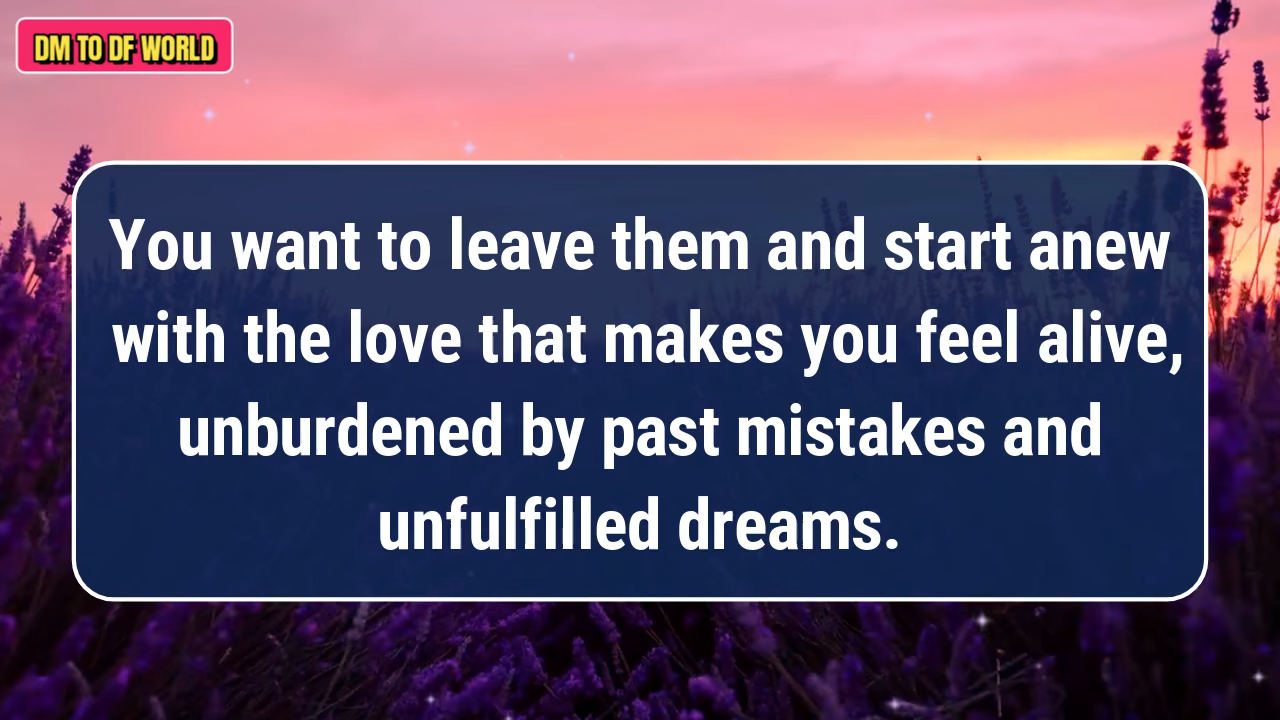 DM TO DF WORLD
You want to leave them and start anew
with the love that makes you feel alive,
unburdened by past mistakes and
unfulfilled dreams.